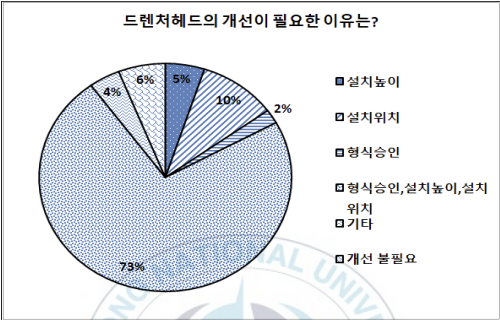 드렌처헤드의 개선이 필요한 이유는?
6%
5%
4%
10%
2%
73%
설치높이
설치위치
형식승인
형식승인,설치높이,설치
위치
기타
개선 불필요
NATIONAL UNIV